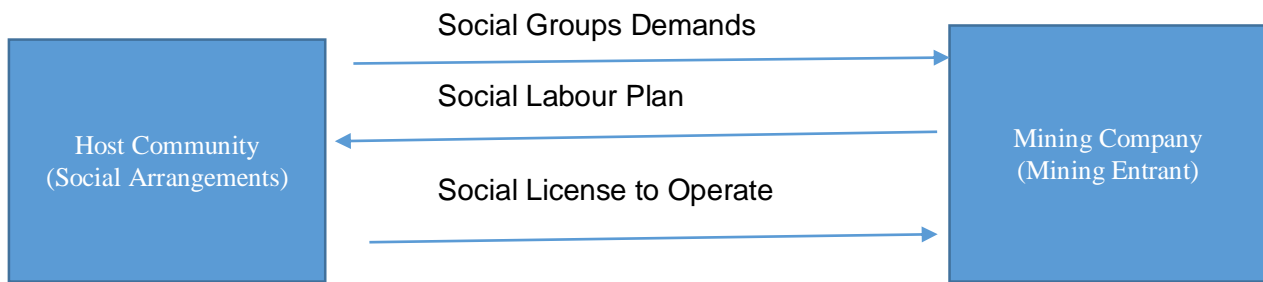 Social Groups Demands
Social Labour Plan
Host Community
(Social Arrangements)
Mining Company
(Mining Entrant)
Social License to Operate